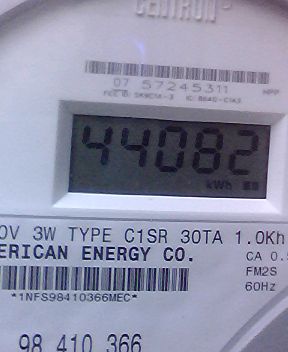 CENTRON
07 57245311
44082
kWh
0V 3W TYPE C1SR 30TA 1.0Kh
ERICAN ENERGY CO.
CA 0.
FM2S
60Hz
*1NFS98410366MEC*
98 410 366